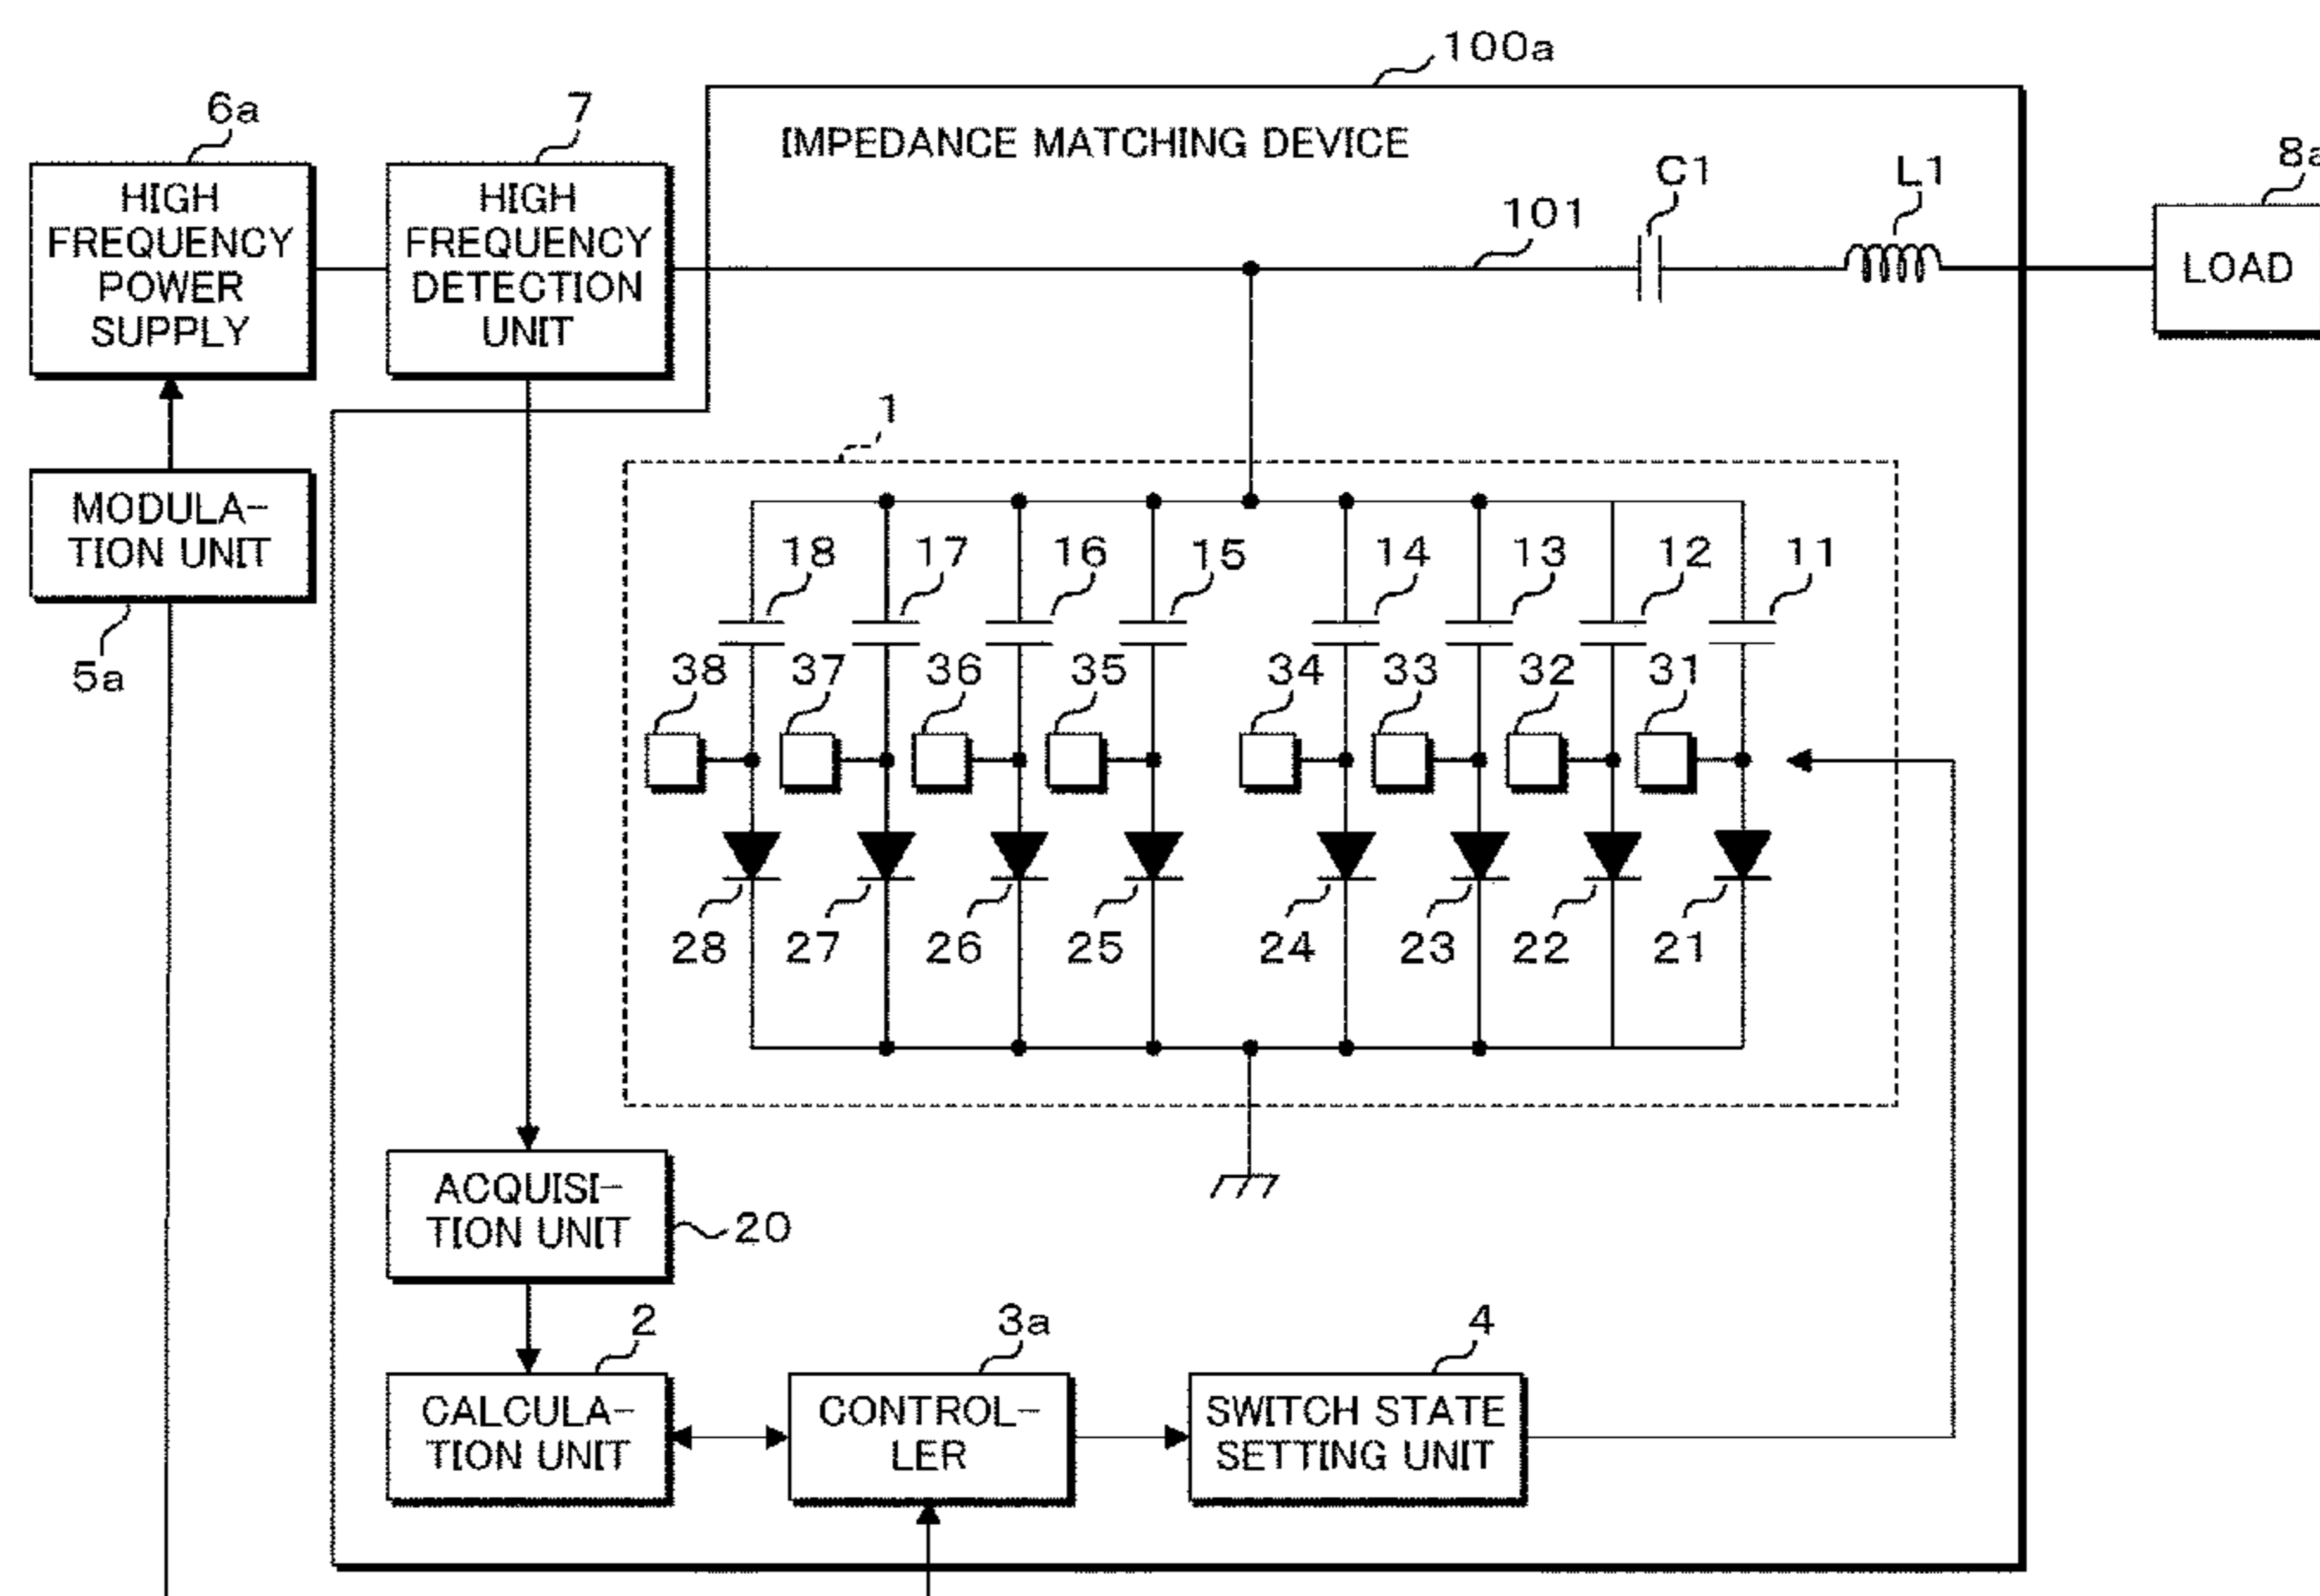 100a
6a
7
IMPEDANCE MATCHING DEVICE
8a
HIGH
FREQUENCY
POWER
SUPPLY
HIGH
FREQUENCY
DETECTION
UNIT
101
C1
L1
LOAD
1
MODULA-
TION UNIT
5a
18 17 16 15 14 13 12 11
38 37 36 35 34 33 32 31
28 27 26 25 24 23 22 21
ACQUISI-
TION UNIT
20
2
3a
4
CALCULA-
TION UNIT
CONTROL-
LER
SWITCH STATE
SETTING UNIT